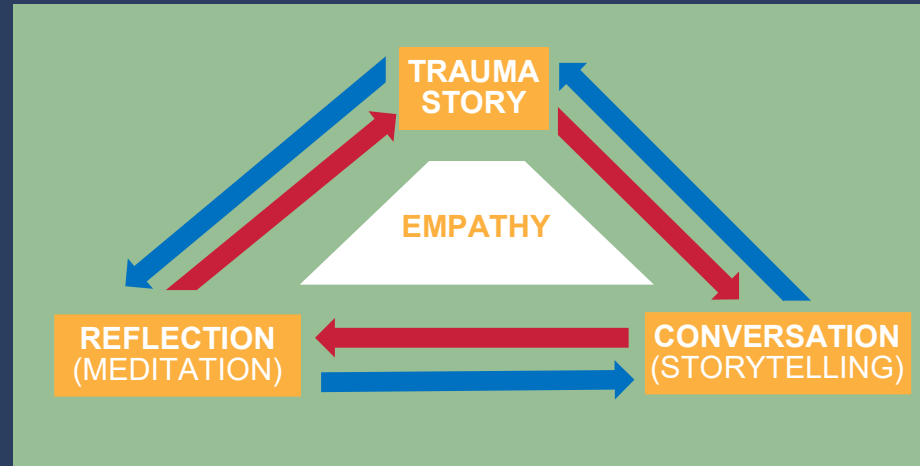 TRAUMA
STORY
EMPATHY
REFLECTION
(MEDITATION)
CONVERSATION
(STORYTELLING)